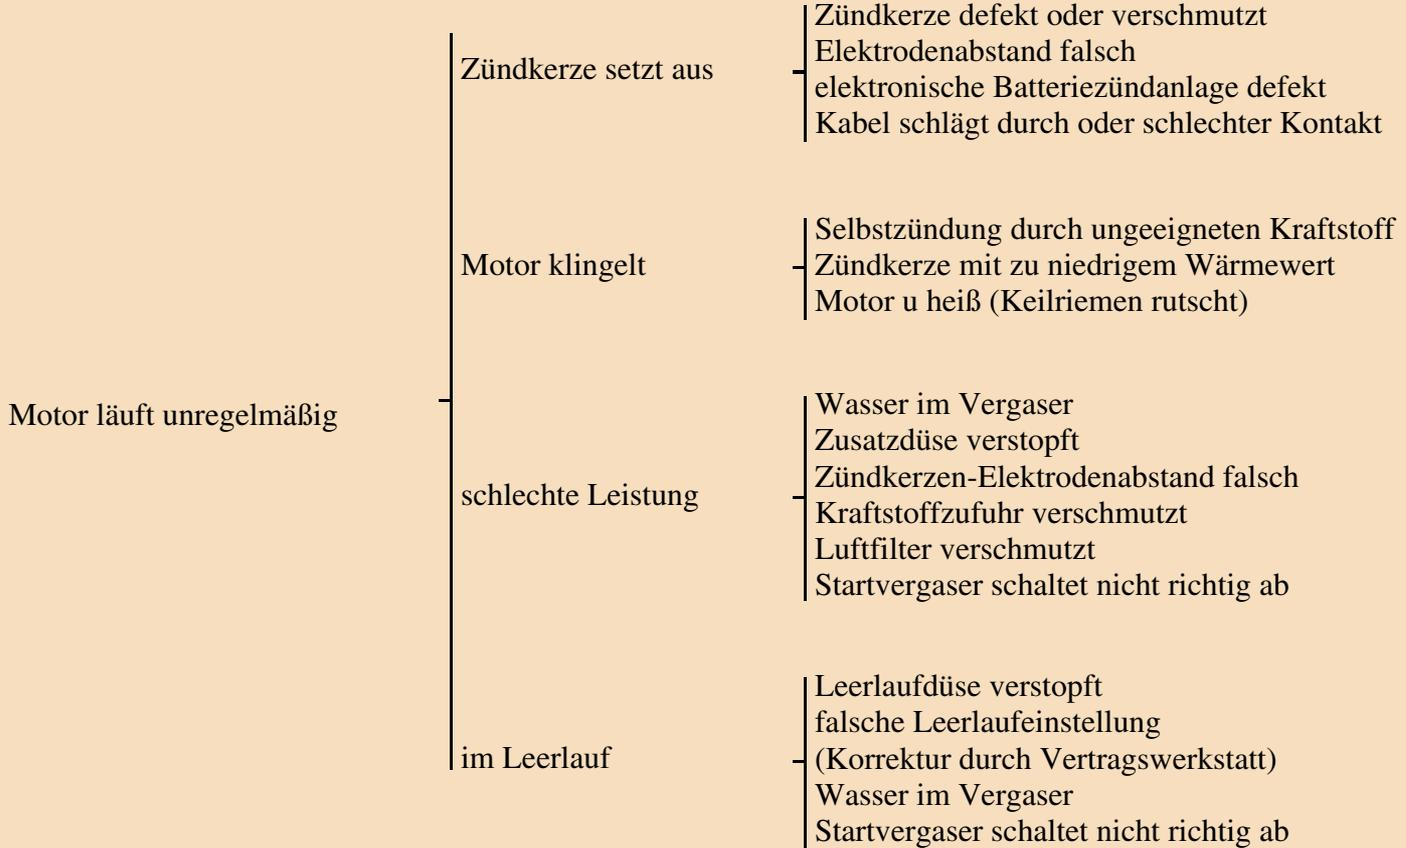 Motor läuft unregelmäßig
Zündkerze setzt aus
Zündkerze defekt oder verschmutzt
Elektrodenabstand falsch
elektronische Batteriezündanlage defekt
Kabel schlägt durch oder schlechter Kontakt
Motor klingelt
Selbstzündung durch ungeeigneten Kraftstoff
Zündkerze mit zu niedrigem Wärmewert
Motor u heiß (Keilriemen rutscht)
schlechte Leistung
Wasser im Vergaser
Zusatzdüse verstopft
Zündkerzen-Elektrodenabstand falsch
Kraftstoffzufuhr verschmutzt
Luftfilter verschmutzt
Startvergaser schaltet nicht richtig ab
im Leerlauf
Leerlaufdüse verstopft
falsche Leerlaufeinstellung
(Korrektur durch Vertragswerkstatt)
Wasser im Vergaser
Startvergaser schaltet nicht richtig ab